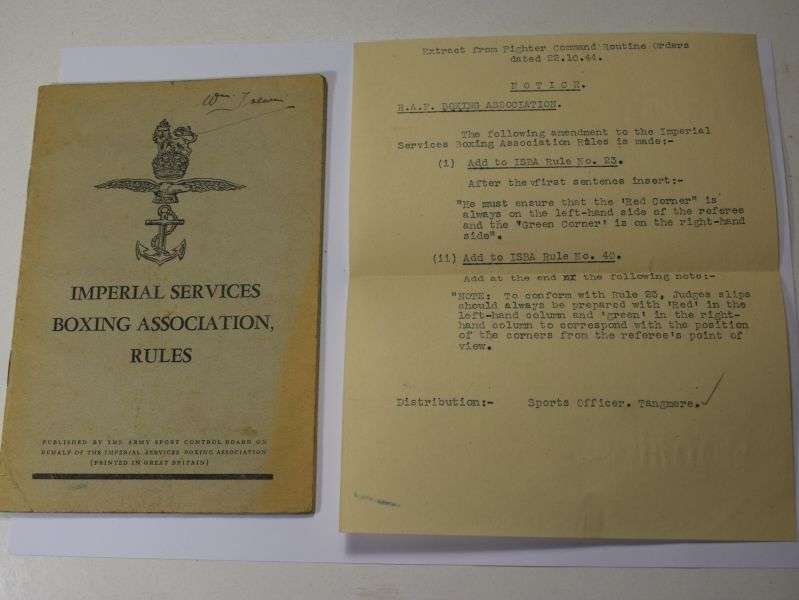 IMPERIAL SERVICES
BOXING ASSOCIATION,
RULES
PUBLISHED BY THE ARMY SPORT CONTROL BOARD ON
BEHALF OF THE IMPERIAL SERVICES BOXING ASSOCIATION
(PRINTED IN GREAT BRITAIN)
Extract from Fighter Command Routine Orders
dated 22.10.44.
NOTICE.
R.A.F. BOXING ASSOCIATION.
The following amendment to the Imperial
Services Boxing Association Rules is made:-
(i) Add to ISBA Rule No. 23.
After the first sentence insert:-
"He must ensure that the 'Red Corner" is
always on the left-hand side of the referee
and the "Green Corner' is on the right-hand
side".
(ii) Add to ISBA Rule No. 42.
Add at the end the following note:-
"NOTE: To conform with Rule 23, Judges slips
should always be prepared with 'Red' in the
left-hand column and 'green' in the right-
hand column to correspond with the position
of the corners from the referee's point of
view.
Distribution:- Sports Officer. Tangmere.